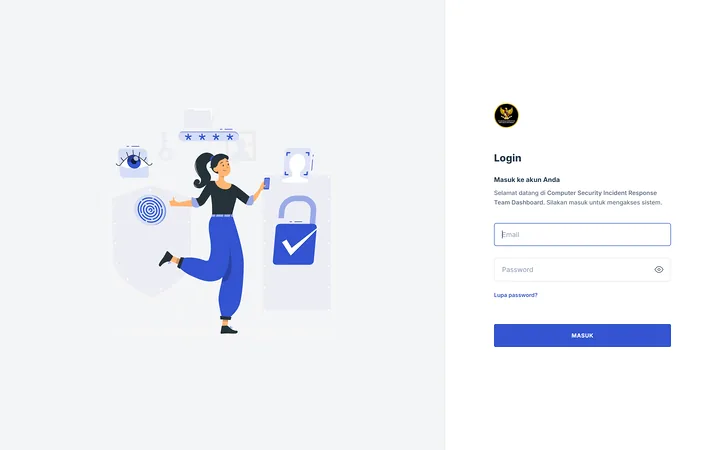 ****
Login
Masuk ke akun Anda
Selamat datang di Computer Security Incident Response
Team Dashboard. Silakan masuk untuk mengakses sistem.
Email
Password
Lupa password?
MASUK